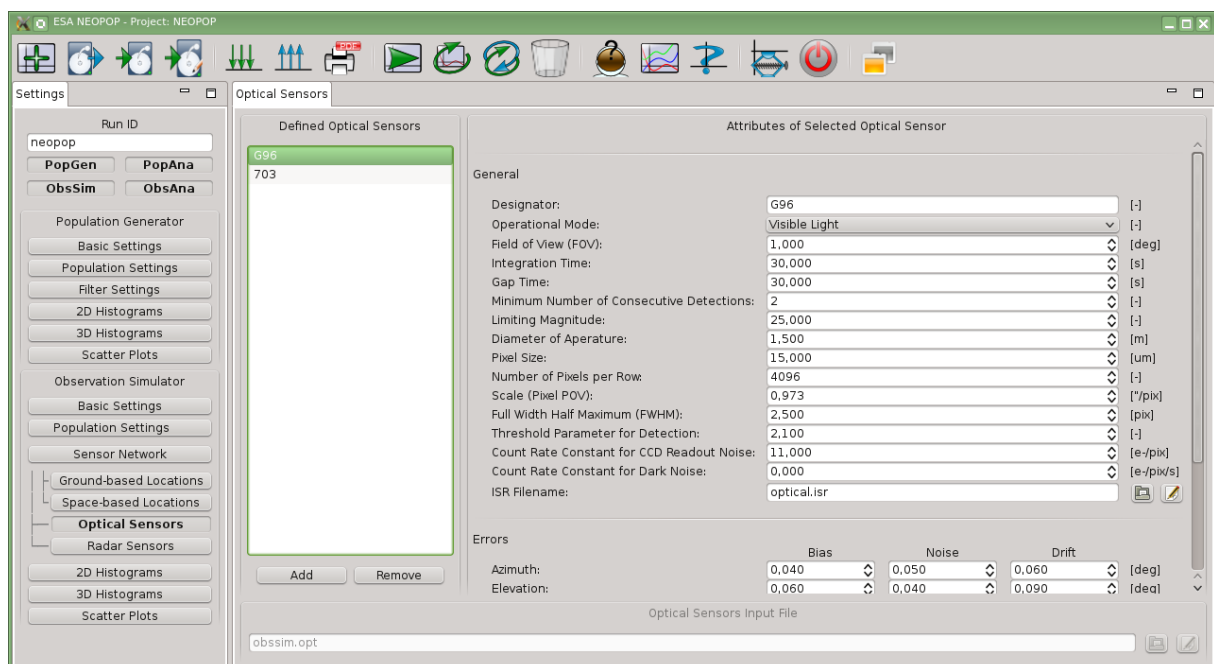 ESA NEOPOP - Project: NEOPOP
PDF
Settings
Run ID
neopop
PopGen PopAna
ObsSim ObsAna
Population Generator
Basic Settings
Population Settings
Filter Settings
2D Histograms
3D Histograms
Scatter Plots
Observation Simulator
Basic Settings
Population Settings
Sensor Network
Ground-based Locations
Space-based Locations
Optical Sensors
Radar Sensors
2D Histograms
3D Histograms
Scatter Plots
Optical Sensors
Defined Optical Sensors
G96
703
Add Remove
Attributes of Selected Optical Sensor
General
Designator: G96 [-]
Operational Mode: Visible Light [-]
Field of View (FOV): 1,000 [deg]
Integration Time: 30,000 [s]
Gap Time: 30,000 [s]
Minimum Number of Consecutive Detections: 2 [-]
Limiting Magnitude: 25,000 [-]
Diameter of Aperature: 1,500 [m]
Pixel Size: 15,000 [um]
Number of Pixels per Row: 4096 [-]
Scale (Pixel POV): 0,973 ["/pix]
Full Width Half Maximum (FWHM): 2,500 [pix]
Threshold Parameter for Detection: 2,100 [-]
Count Rate Constant for CCD Readout Noise: 11,000 [e-/pix]
Count Rate Constant for Dark Noise: 0,000 [e-/pix/s]
ISR Filename: optical.isr
Errors
Bias Noise Drift
Azimuth: 0,040 0,050 0,060 [deg]
Elevation: 0,060 0,040 0,090 [deg]
Optical Sensors Input File
obssim.opt